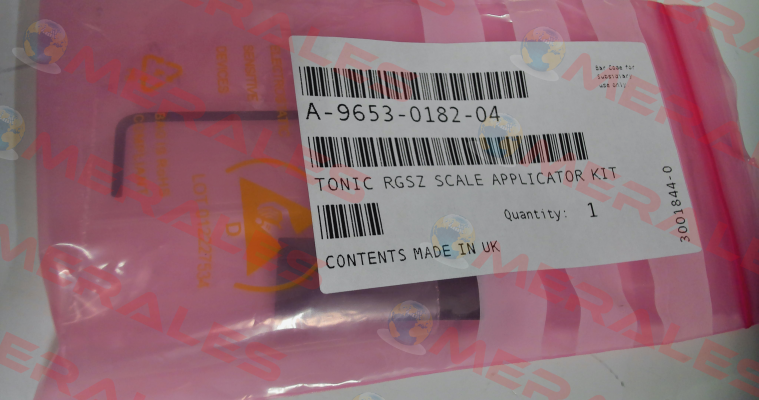 Bar Code for
Subsidiary
use only
A-9653-0182-04
TONIC RGSZ SCALE APPLICATOR KIT
Quantity: 1
CONTENTS MADE IN UK
3001844-0
MERALES